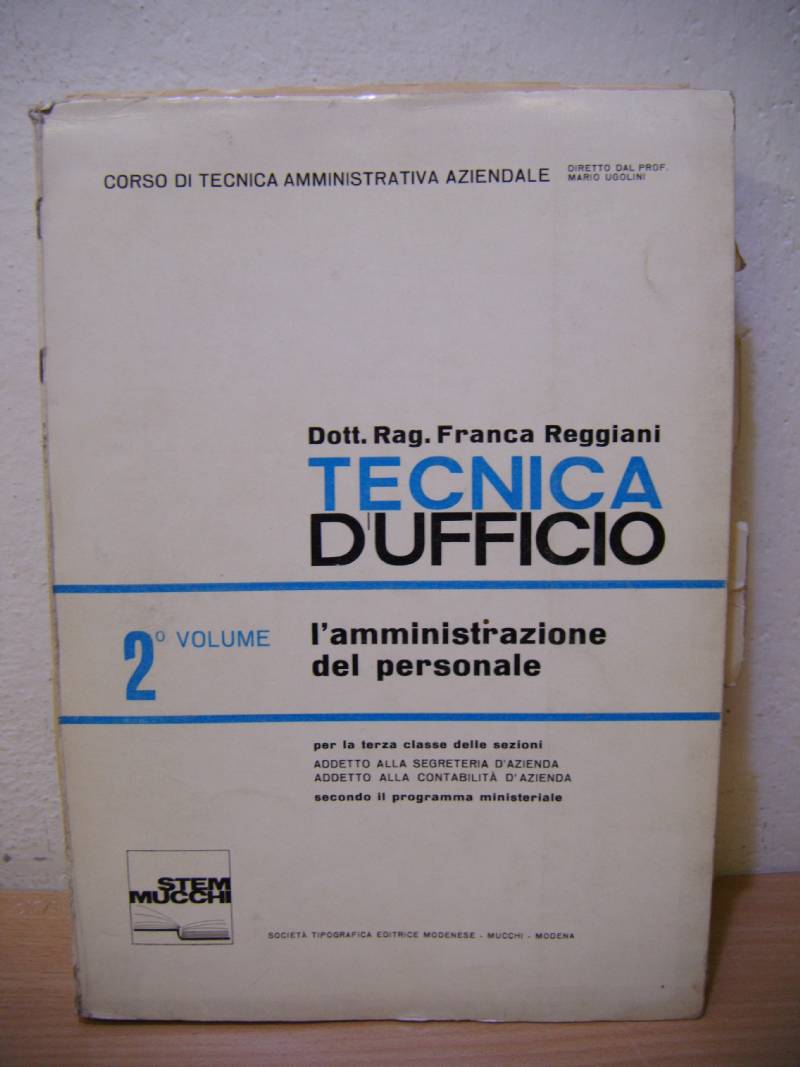 CORSO DI TECNICA AMMINISTRATIVA AZIENDALE
DIRETTO DAL PROF.
MARIO UGOLINI
Dott. Rag. Franca Reggiani
TECNICA
D'UFFICIO
2° VOLUME
l'amministrazione
del personale
per la terza classe delle sezioni
ADDETTO ALLA SEGRETERIA D'AZIENDA
ADDETTO ALLA CONTABILITÀ D'AZIENDA
secondo il programma ministeriale
STEM
MUCCHI
SOCIETÀ TIPOGRAFICA EDITRICE MODENESE - MUCCHI - MODENA